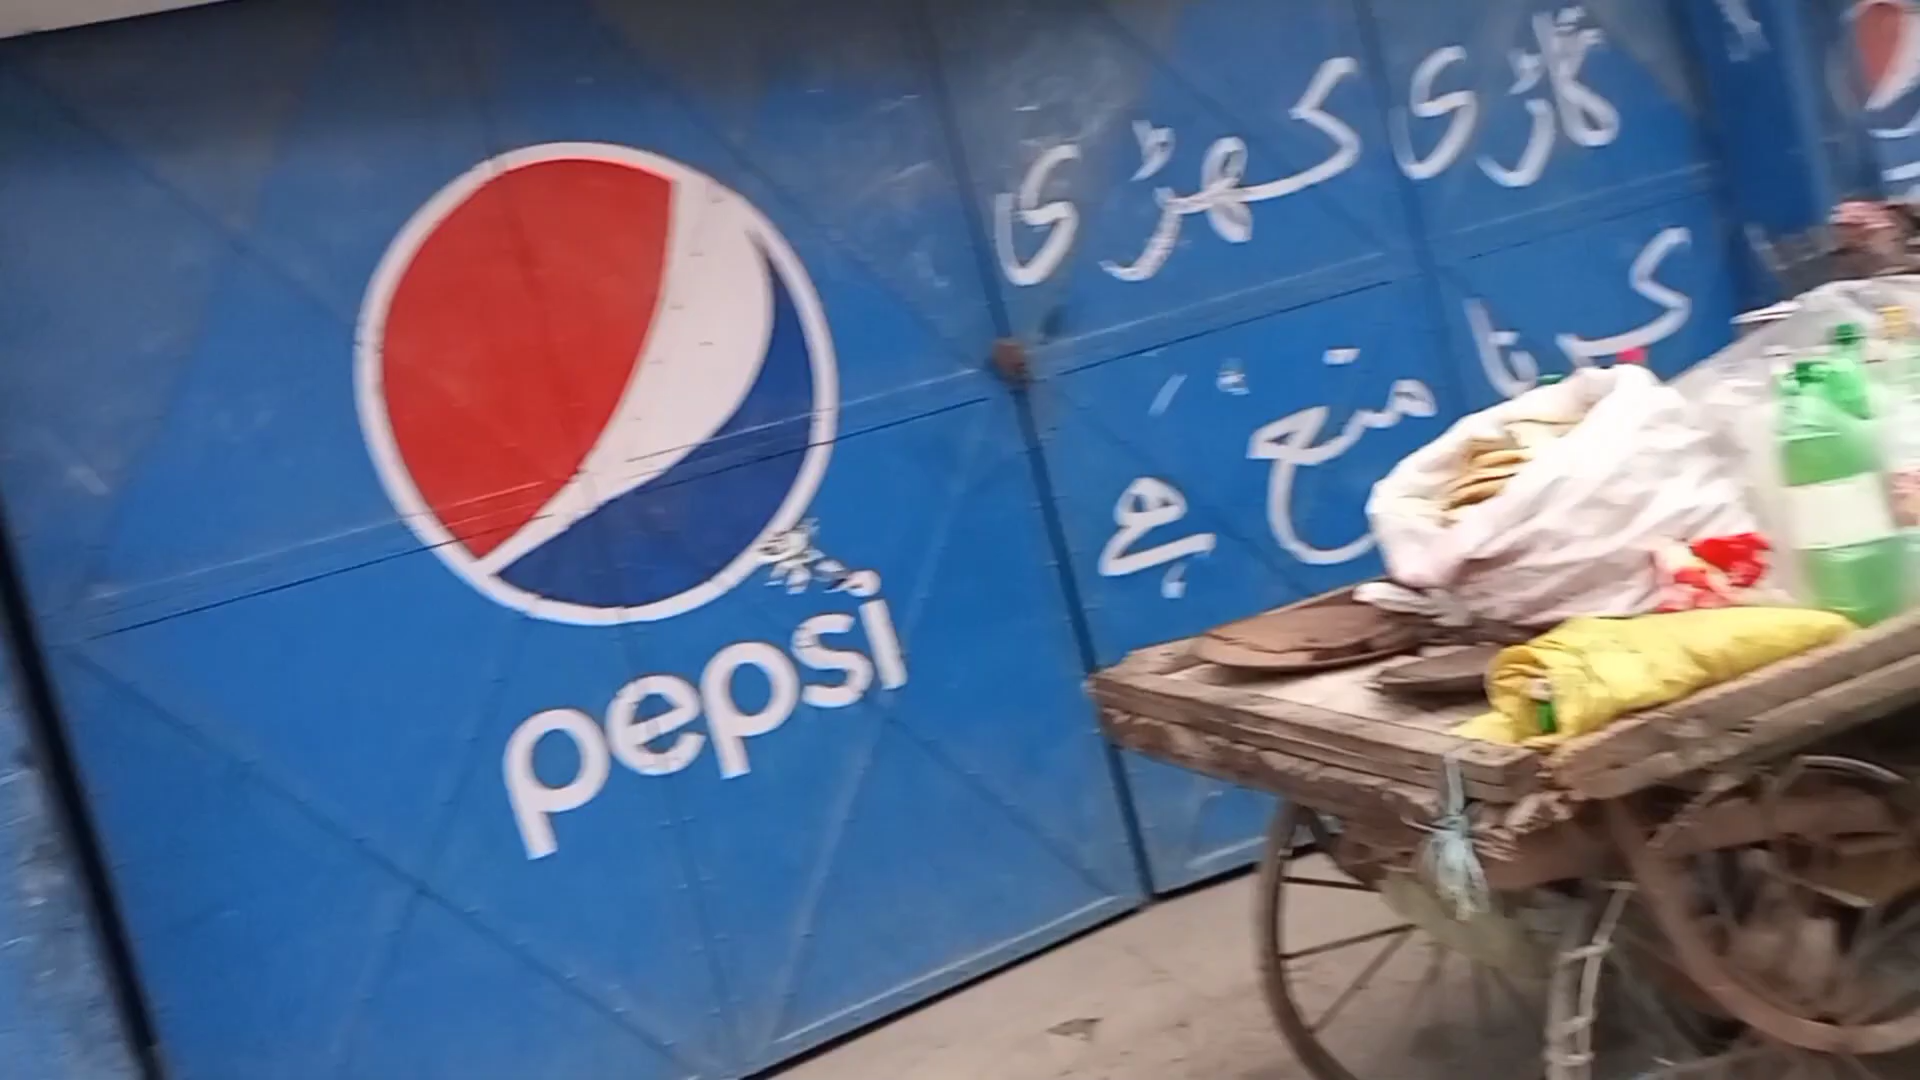 گاڑی کھڑی
کرنا منع
ہے
pepsi